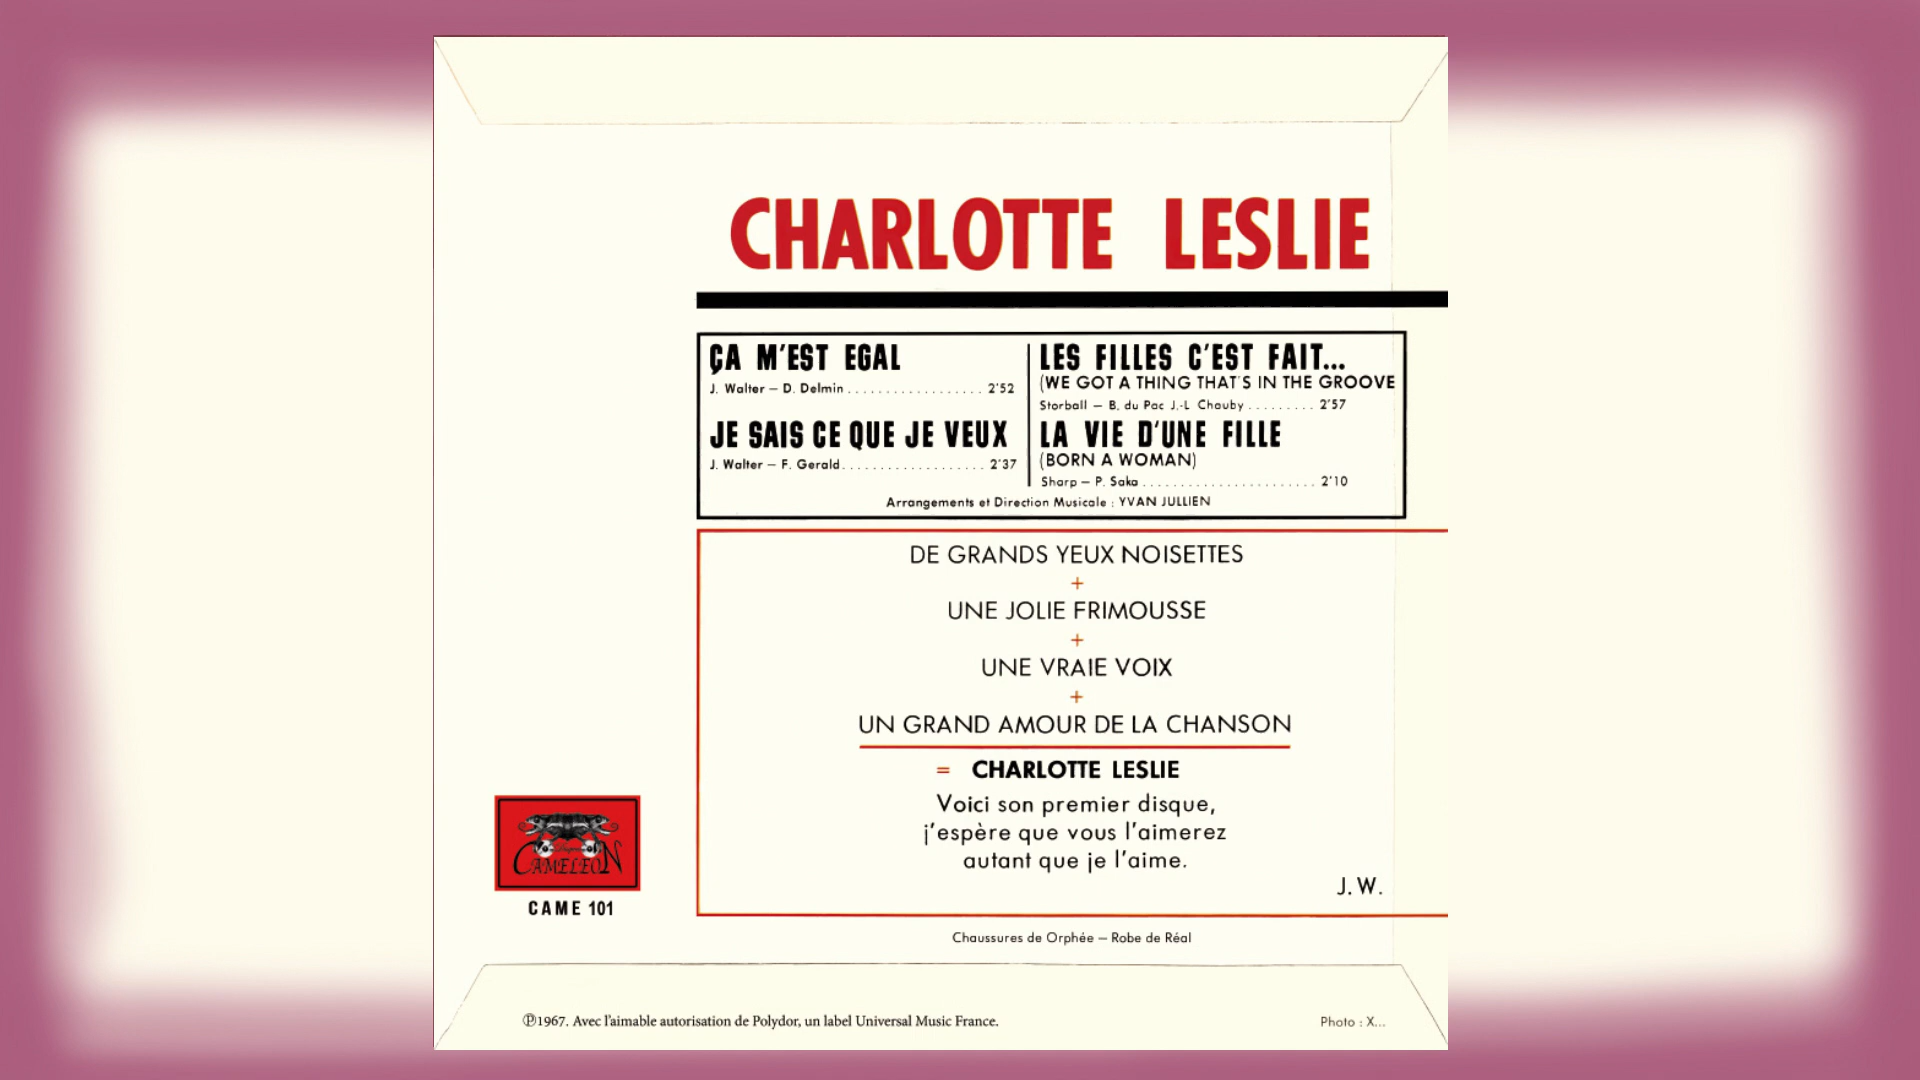 CHARLOTTE LESLIE
ÇA M'EST EGAL
J. Walter – D. Delmin . . . . . . . . . . . . . . . . . . 2'52
JE SAIS CE QUE JE VEUX
J. Walter – F. Gerald. . . . . . . . . . . . . . . . . . . 2'37
LES FILLES C'EST FAIT...
(WE GOT A THING THAT'S IN THE GROOVE
Storball – B. du Pac J.-L Chauby . . . . . . . . . 2'57
LA VIE D'UNE FILLE
(BORN A WOMAN)
Sharp – P. Saka . . . . . . . . . . . . . . . . . . . . . . . 2'10
Arrangements et Direction Musicale : YVAN JULLIEN
DE GRANDS YEUX NOISETTES
+
UNE JOLIE FRIMOUSSE
+
UNE VRAIE VOIX
+
UN GRAND AMOUR DE LA CHANSON
= CHARLOTTE LESLIE
Voici son premier disque,
j'espère que vous l'aimerez
autant que je l'aime.
J. W.
CAMELEON
CAME 101
Chaussures de Orphée – Robe de Réal
℗1967. Avec l'aimable autorisation de Polydor, un label Universal Music France.
Photo : X...